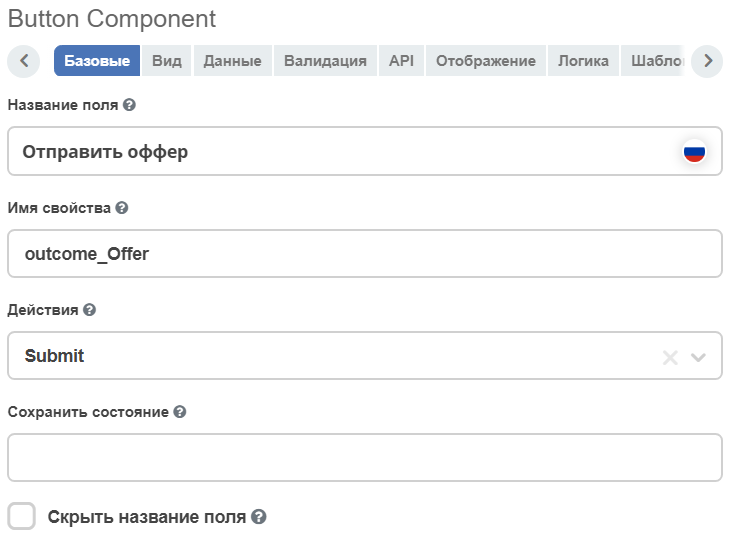 Button Component
Базовые Вид Данные Валидация API Отображение Логика
Название поля
Отправить оффер
Имя свойства
outcome_Offer
Действия
Submit
Сохранить состояние
Скрыть название поля